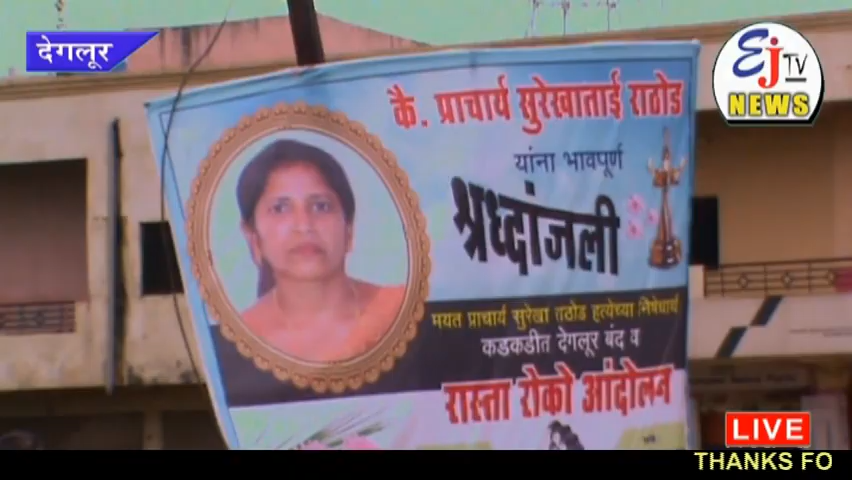 देगलूर
EJ TV
NEWS
कै. प्राचार्य सुरेखाताई राठोड
यांना भावपूर्ण
श्रध्दांजली
मयत प्राचार्य सुरेखा राठोड हत्येच्या निषेधार्थ
कडकडीत देगलूर बंद व
रास्ता रोको आंदोलन
LIVE
THANKS FO